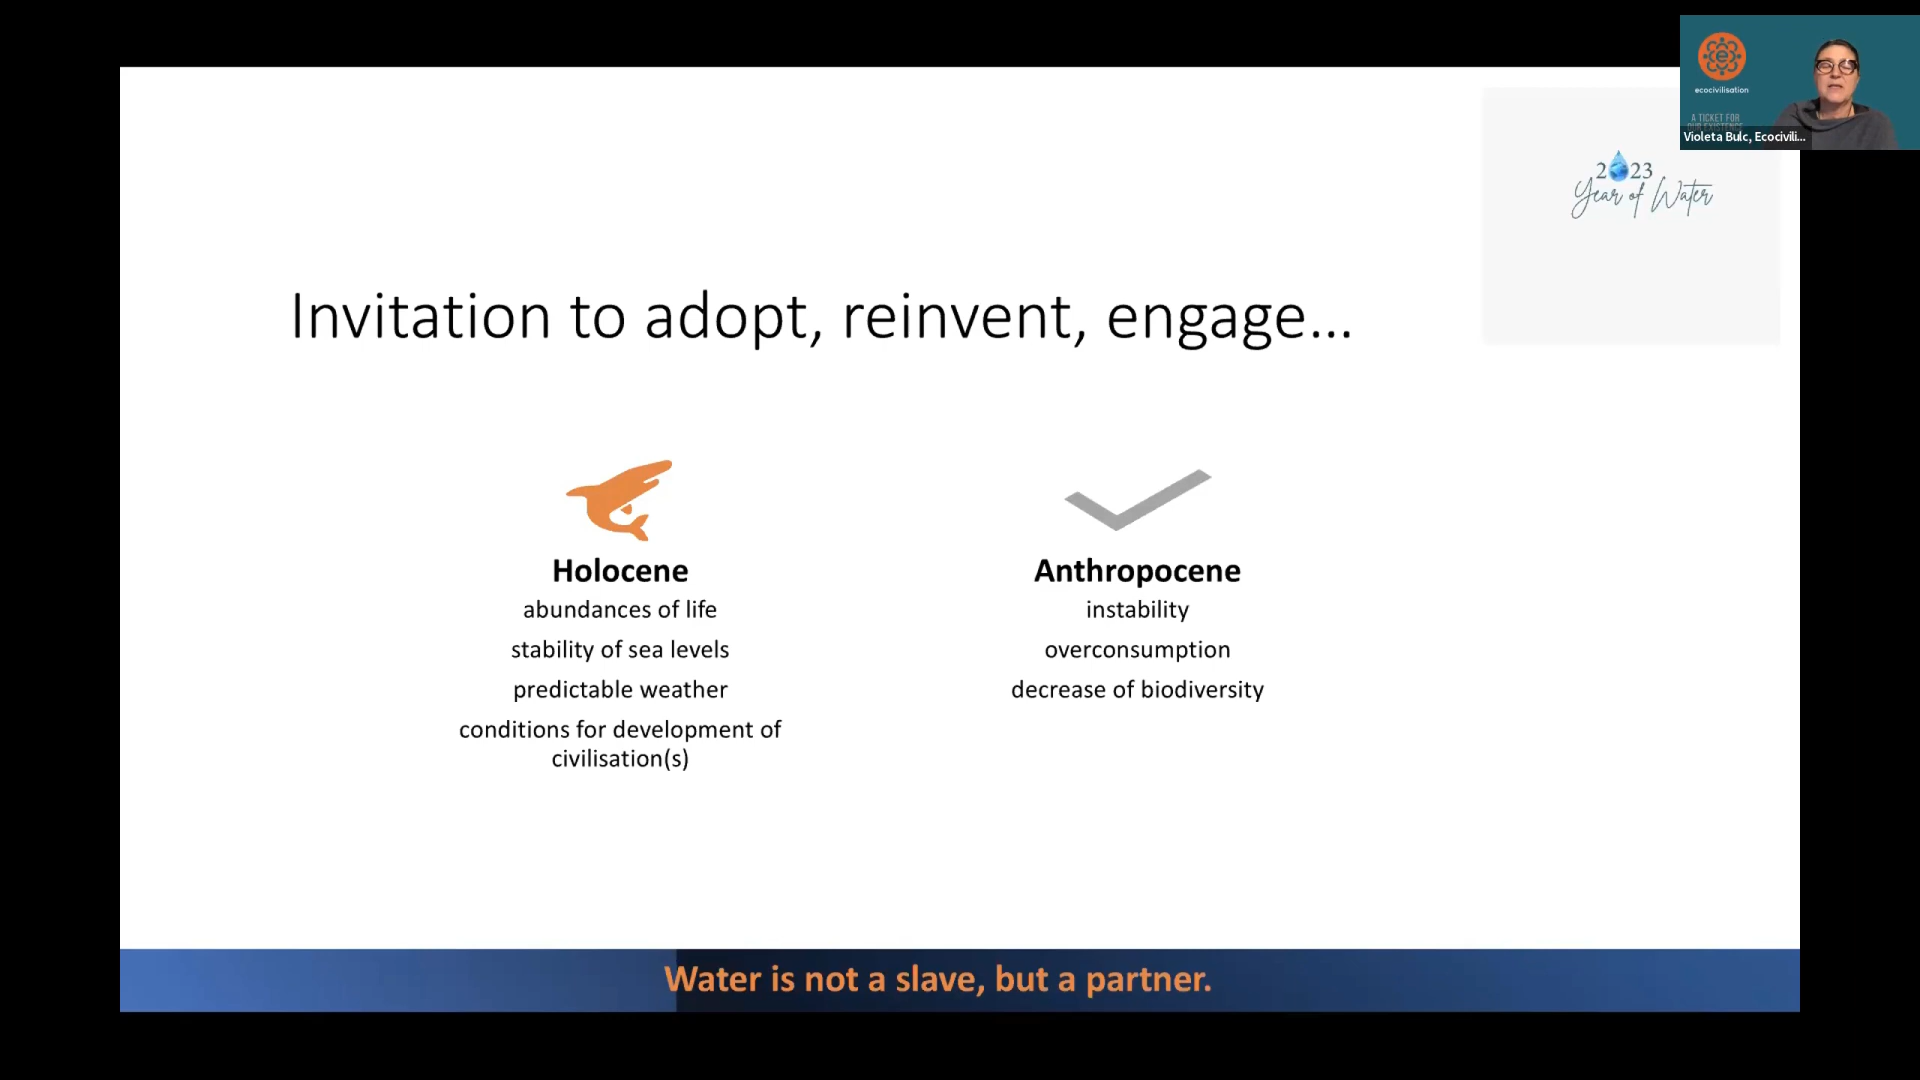 ecocivilisation
A TICKET FOR
Violeta Bulc, Ecocivili...
2023
Year of Water
Invitation to adopt, reinvent, engage...
Holocene
abundances of life
stability of sea levels
predictable weather
conditions for development of
civilisation(s)
Anthropocene
instability
overconsumption
decrease of biodiversity
Water is not a slave, but a partner.